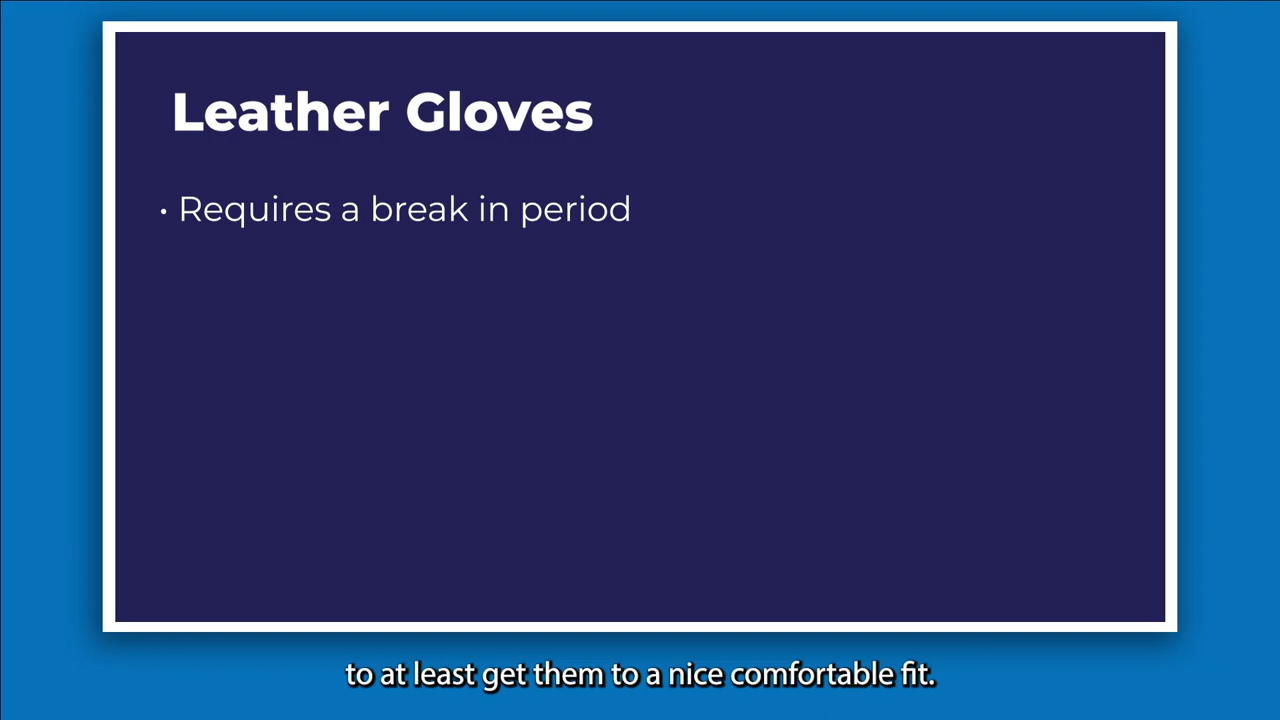 Leather Gloves
• Requires a break in period
to at least get them to a nice comfortable fit.